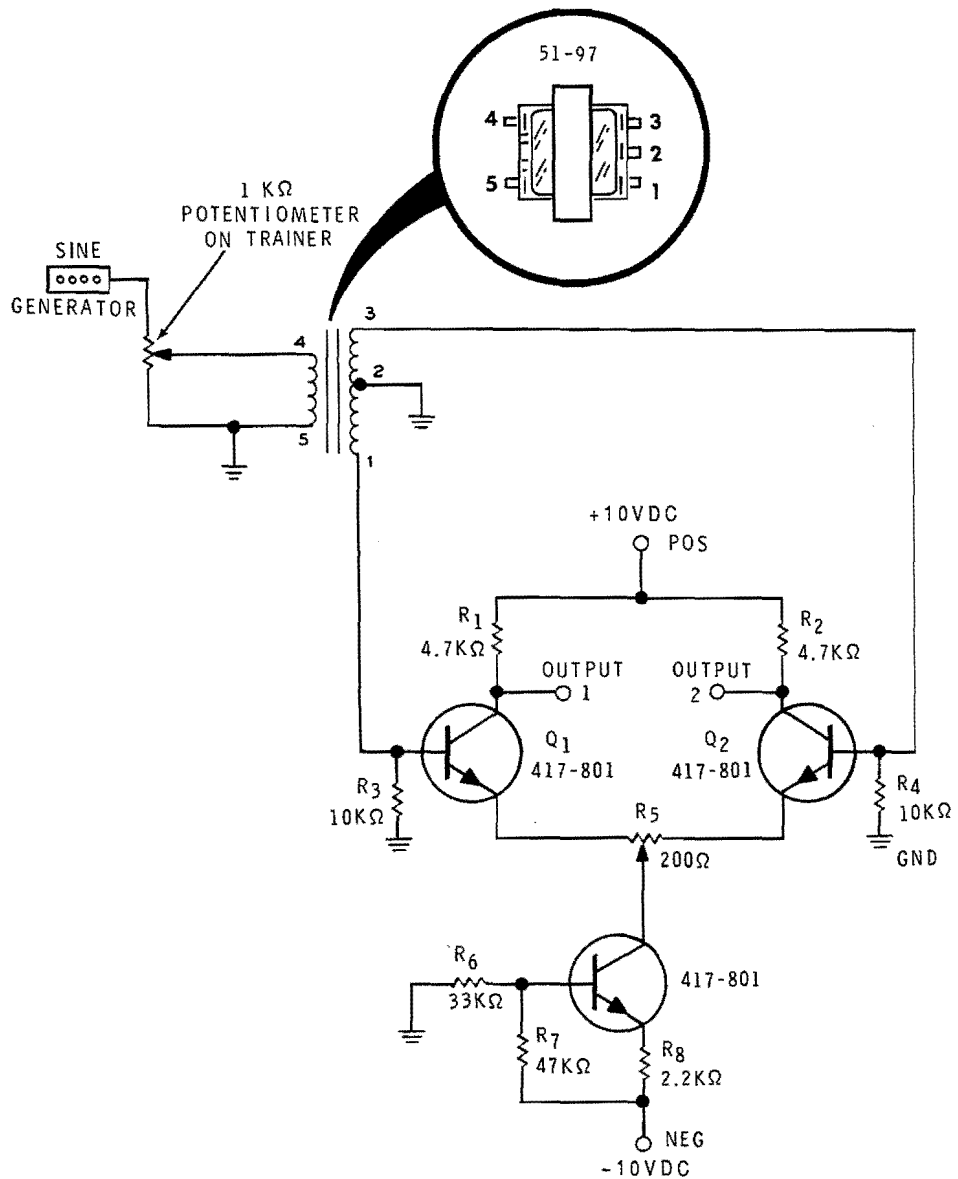 51-97
4
3
2
5
1
1 KΩ
POTENTIOMETER
ON TRAINER
SINE
GENERATOR
3
4
2
5
1
+10VDC
POS
R1
4.7KΩ
R2
4.7KΩ
OUTPUT
1
OUTPUT
2
Q1
417-801
Q2
417-801
R3
10KΩ
R4
10KΩ
GND
R5
200Ω
R6
33KΩ
417-801
R7
47KΩ
R8
2.2KΩ
NEG
-10VDC